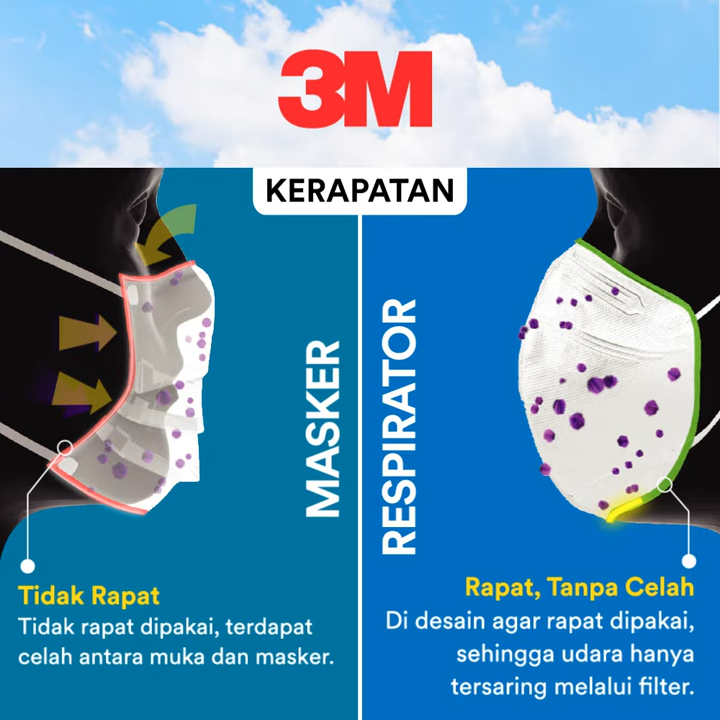 3M
KERAPATAN
MASKER
RESPIRATOR
Tidak Rapat
Tidak rapat dipakai, terdapat
celah antara muka dan masker.
Rapat, Tanpa Celah
Di desain agar rapat dipakai,
sehingga udara hanya
tersaring melalui filter.